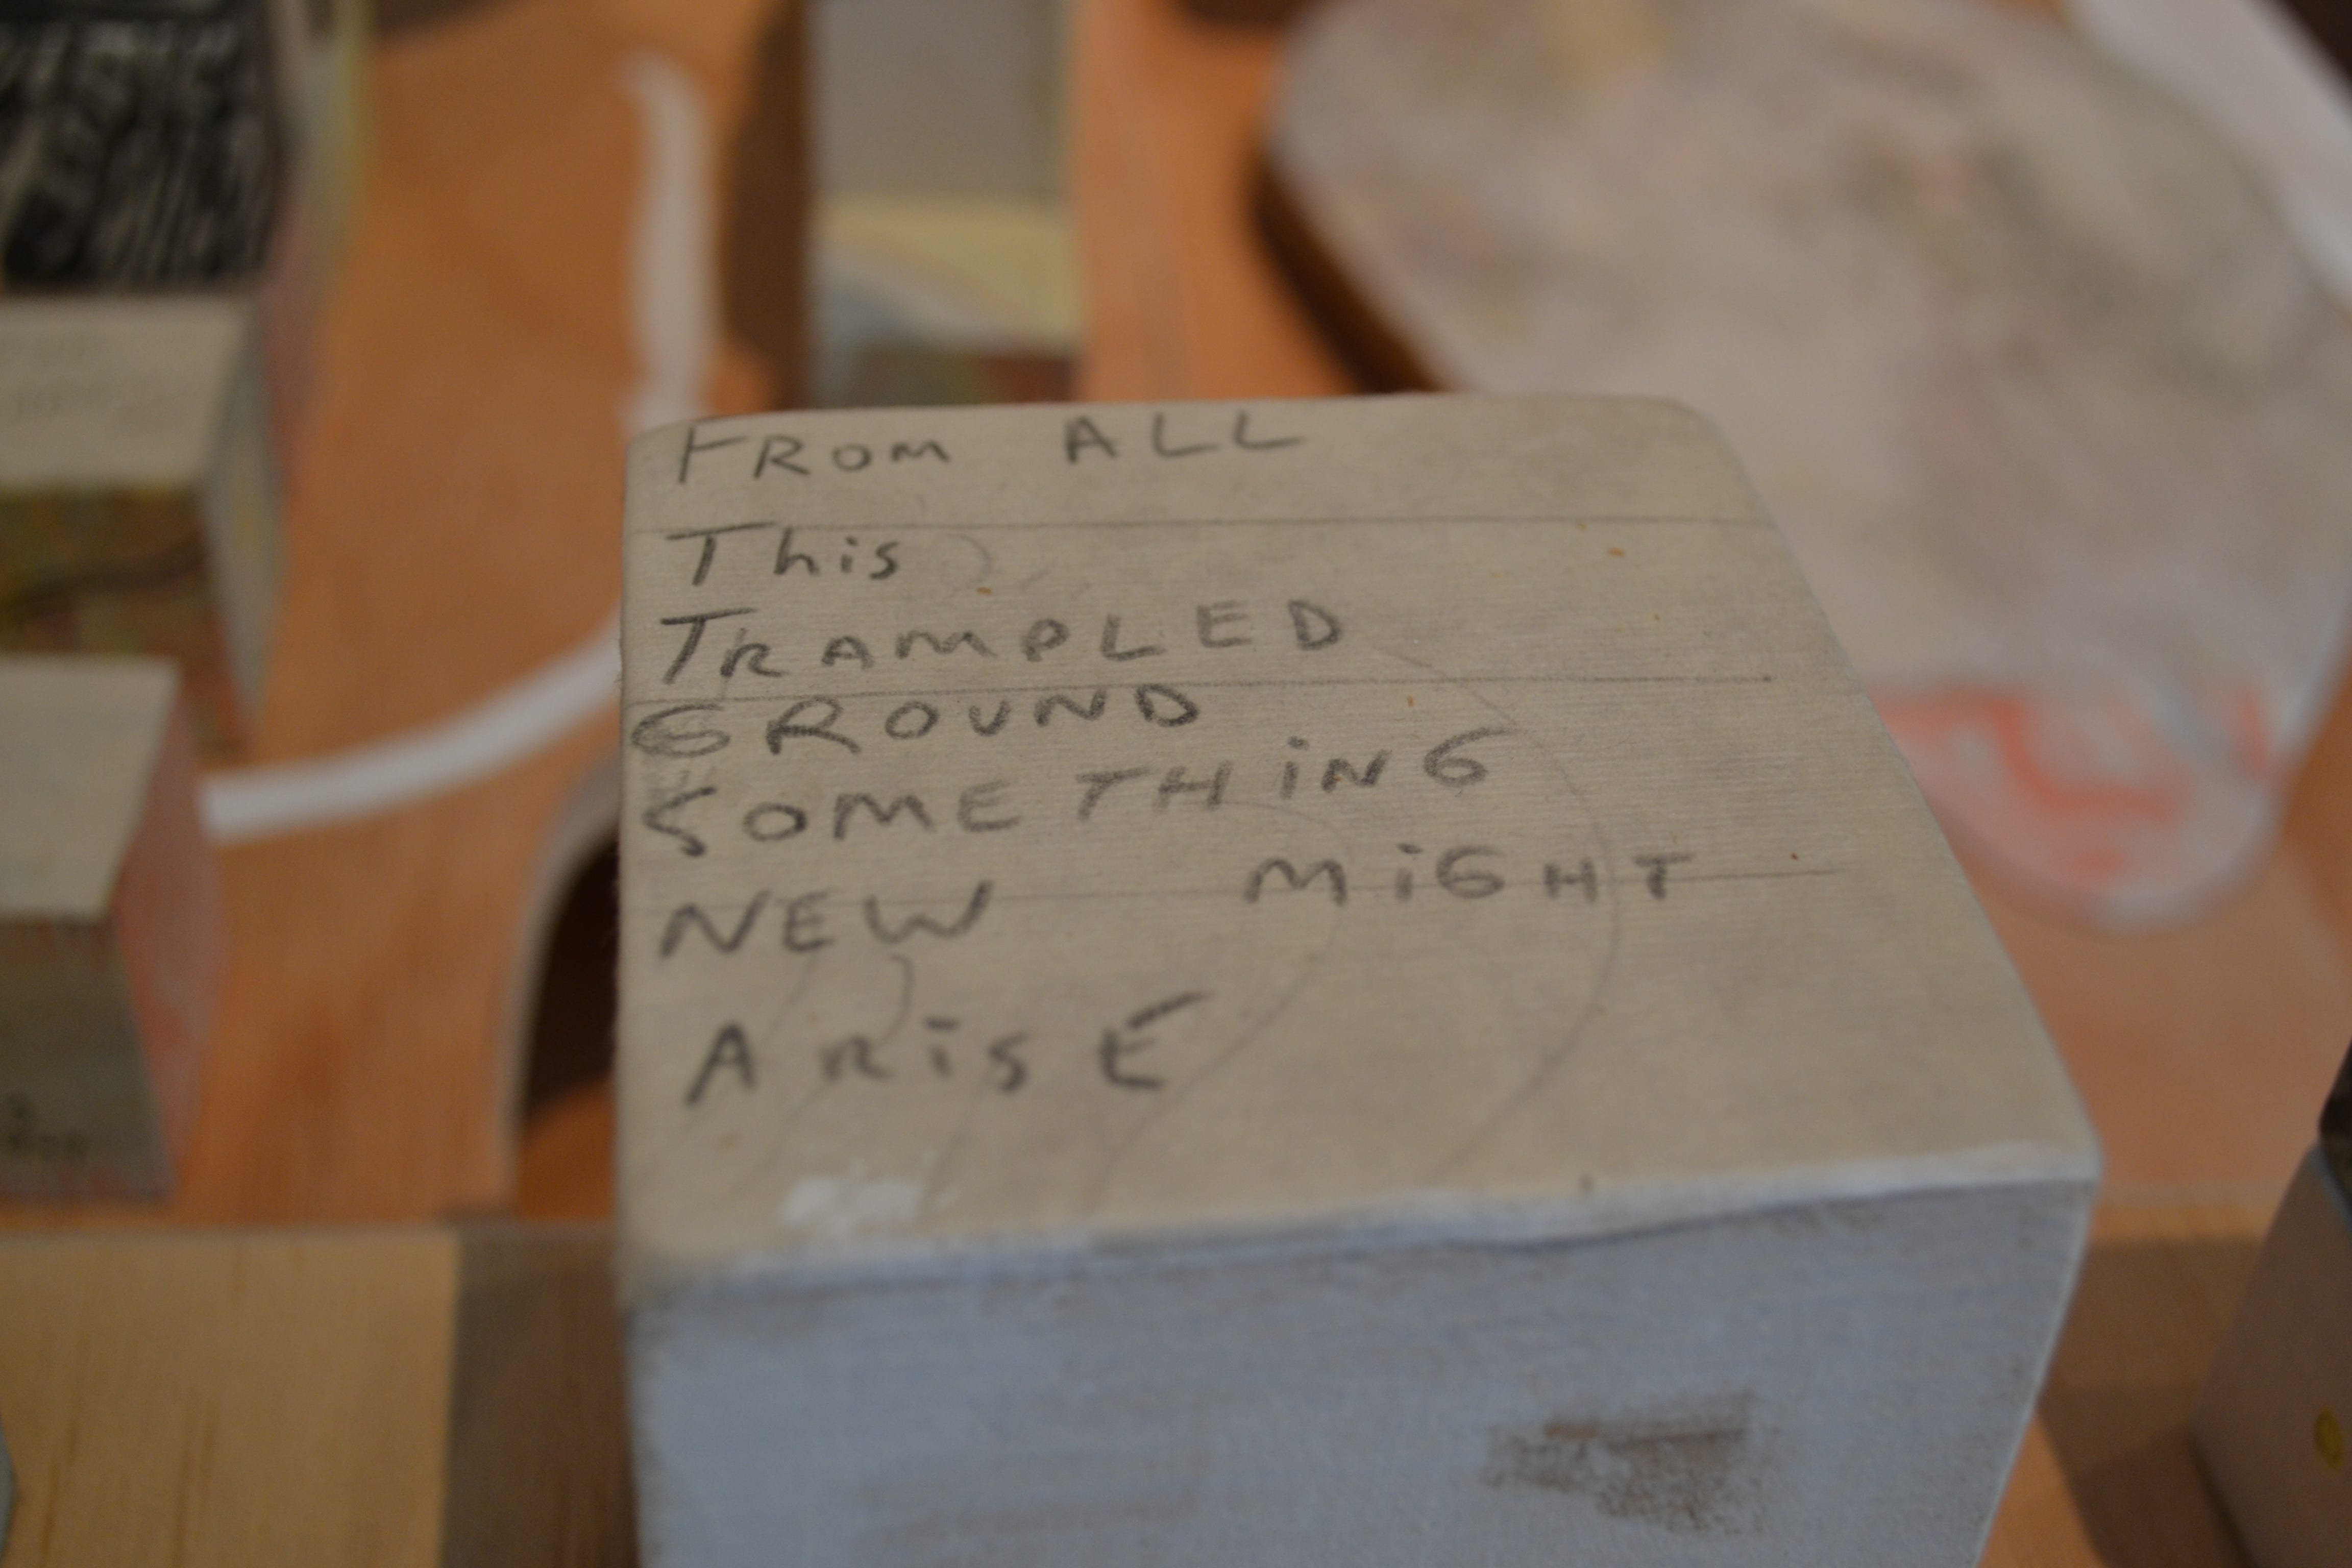 FROM ALL
This
TRAMPLED
GROUND
SOMETHiNG
NEW MiGHT
ARiSE